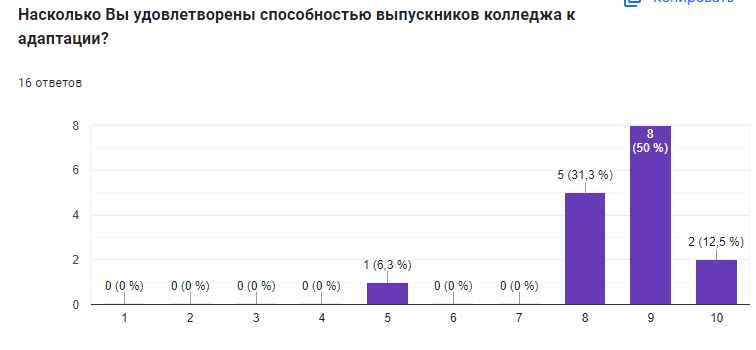 Копировать
Насколько Вы удовлетворены способностью выпускников колледжа к
адаптации?
16 ответов
8
6
4
2
0
0 (0 %)
0 (0 %)
0 (0 %)
0 (0 %)
1 (6,3 %)
0 (0 %)
0 (0 %)
5 (31,3 %)
8
(50 %)
2 (12,5 %)
1 2 3 4 5 6 7 8 9 10